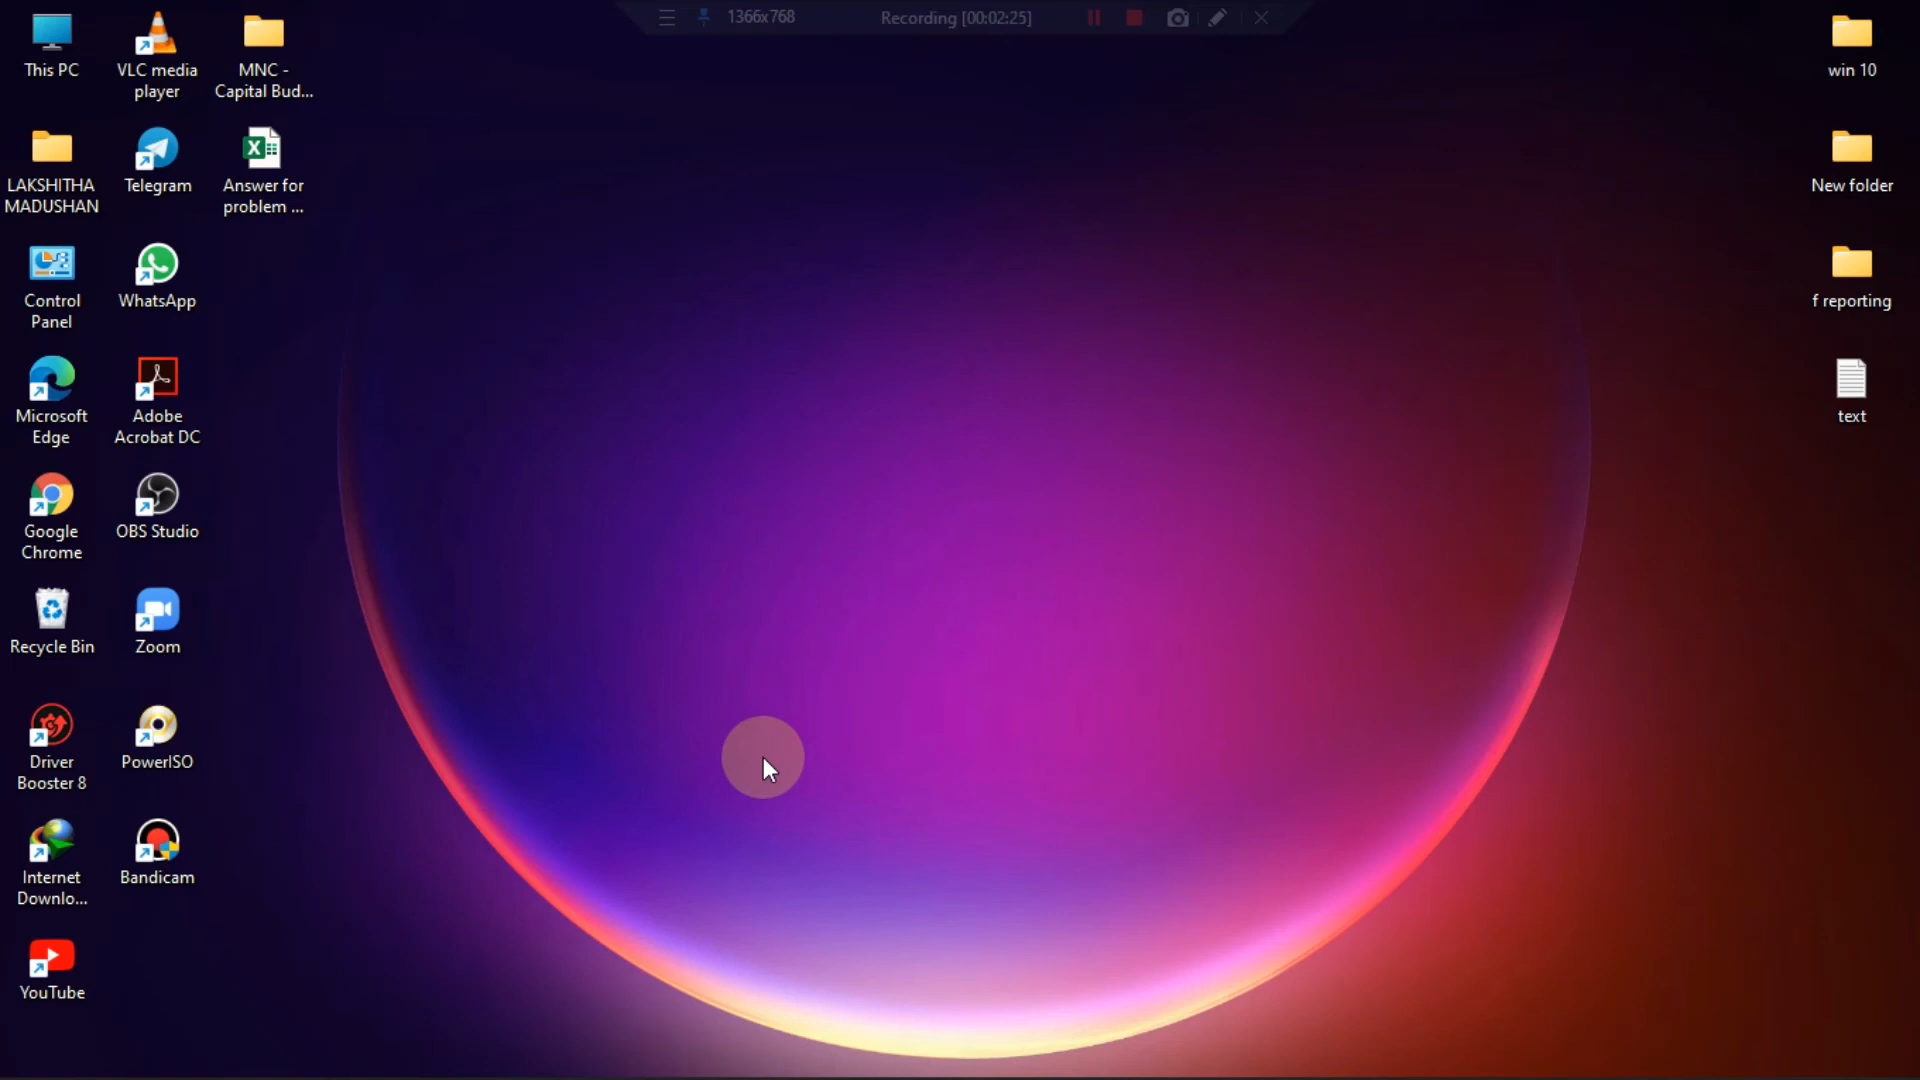 1366x768
Recording [00:02:25]
This PC
VLC media
player
MNC -
Capital Bud...
win 10
LAKSHITHA
MADUSHAN
Telegram
Answer for
problem ...
New folder
Control
Panel
WhatsApp
f reporting
Microsoft
Edge
Adobe
Acrobat DC
text
Google
Chrome
OBS Studio
Recycle Bin
Zoom
Driver
Booster 8
PowerISO
Internet
Downlo...
Bandicam
YouTube